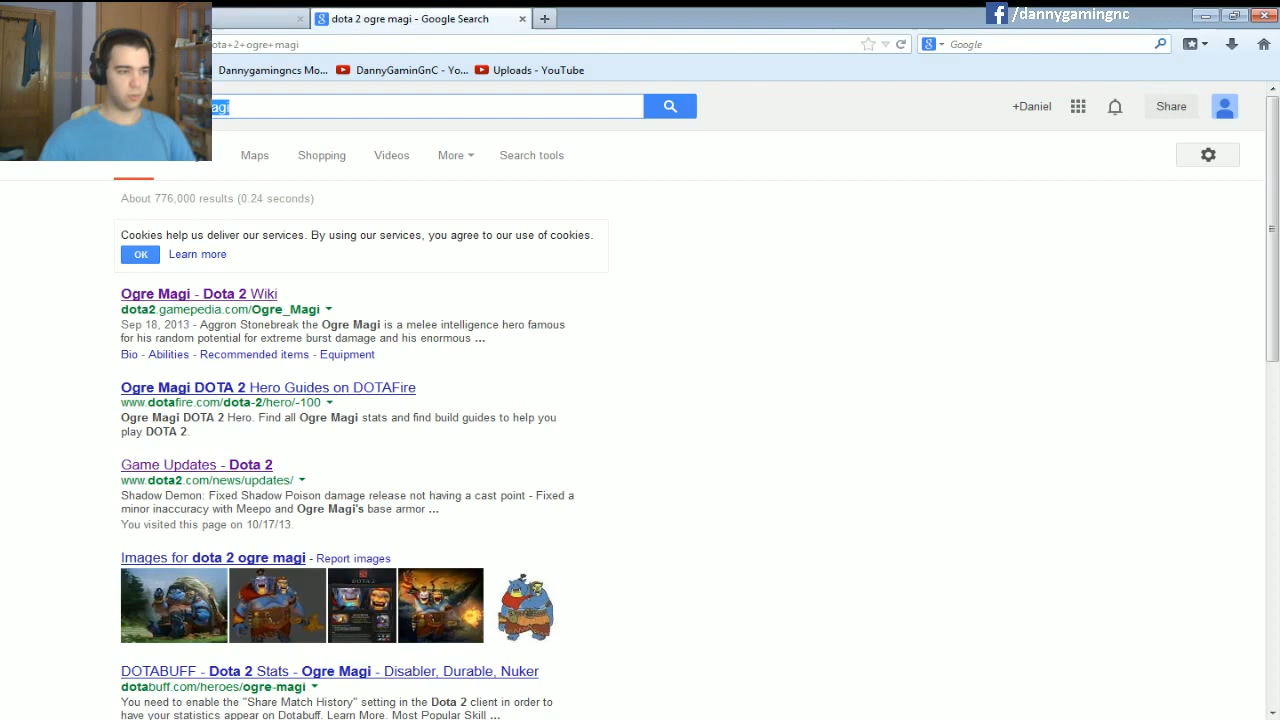 dota 2 ogre magi - Google Search
/dannygamingnc
ota+2+ogre+magi
Google
Dannygamingncs Mo...
DannyGaminGnC - Yo...
Uploads - YouTube
agi
+Daniel
Share
Maps
Shopping
Videos
More
Search tools
About 776,000 results (0.24 seconds)
Cookies help us deliver our services. By using our services, you agree to our use of cookies.
OK
Learn more
Ogre Magi - Dota 2 Wiki
dota2.gamepedia.com/Ogre_Magi
Sep 18, 2013 - Aggron Stonebreak the Ogre Magi is a melee intelligence hero famous
for his random potential for extreme burst damage and his enormous ...
Bio - Abilities - Recommended items - Equipment
Ogre Magi DOTA 2 Hero Guides on DOTAFire
www.dotafire.com/dota-2/hero/-100
Ogre Magi DOTA 2 Hero. Find all Ogre Magi stats and find build guides to help you
play DOTA 2.
Game Updates - Dota 2
www.dota2.com/news/updates/
Shadow Demon: Fixed Shadow Poison damage release not having a cast point - Fixed a
minor inaccuracy with Meepo and Ogre Magi's base armor ...
You visited this page on 10/17/13.
Images for dota 2 ogre magi - Report images
DOTABUFF - Dota 2 Stats - Ogre Magi - Disabler, Durable, Nuker
dotabuff.com/heroes/ogre-magi
You need to enable the "Share Match History" setting in the Dota 2 client in order to
have your statistics appear on Dotabuff. Learn More. Most Popular Skill ...